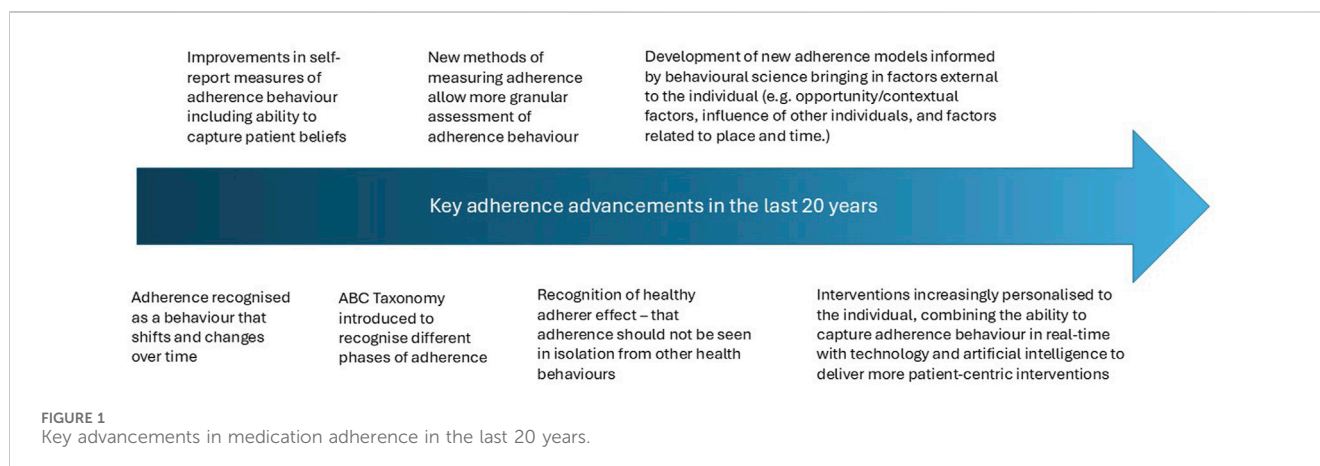 Improvements in self-
report measures of
adherence behaviour
including ability to
capture patient beliefs
New methods of
measuring adherence
allow more granular
assessment of
adherence behaviour
Development of new adherence models informed
by behavioural science bringing in factors external
to the individual (e.g. opportunity/contextual
factors, influence of other individuals, and factors
related to place and time.)
Key adherence advancements in the last 20 years
Adherence recognised
as a behaviour that
shifts and changes
over time
ABC Taxonomy
introduced to
recognise different
phases of adherence
Recognition of healthy
adherer effect – that
adherence should not be seen
in isolation from other health
behaviours
Interventions increasingly personalised to
the individual, combining the ability to
capture adherence behaviour in real-time
with technology and artificial intelligence to
deliver more patient-centric interventions
FIGURE 1
Key advancements in medication adherence in the last 20 years.